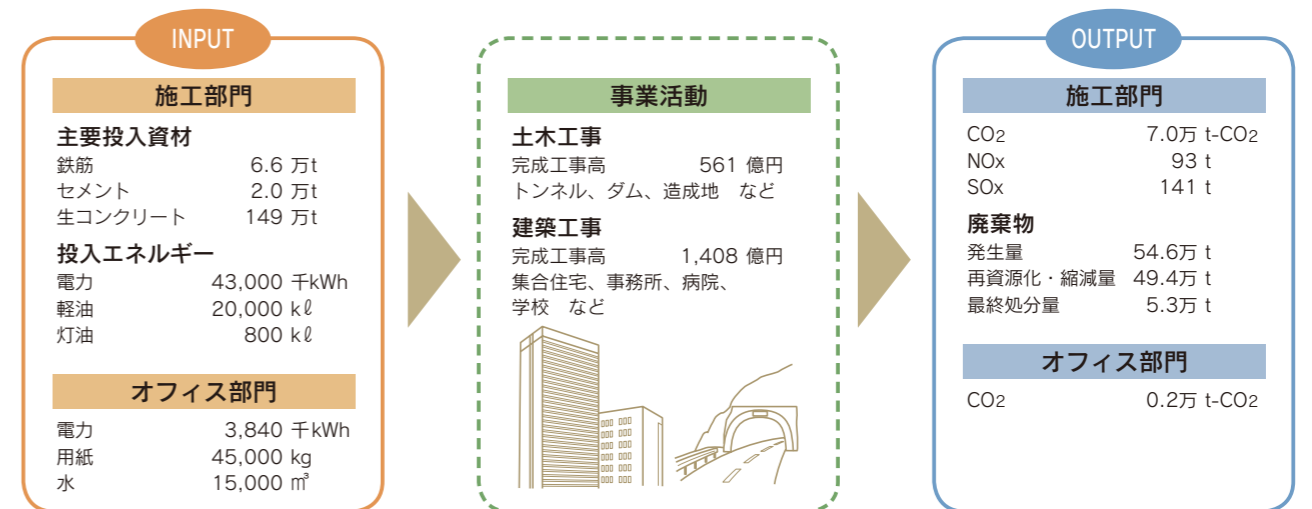 INPUT
施工部門
主要投入資材
鉄筋 6.6 万t
セメント 2.0 万t
生コンクリート 149 万t
投入エネルギー
電力 43,000 千kWh
軽油 20,000 kℓ
灯油 800 kℓ
オフィス部門
電力 3,840 千kWh
用紙 45,000 kg
水 15,000 ㎥
事業活動
土木工事
完成工事高 561 億円
トンネル、ダム、造成地 など
建築工事
完成工事高 1,408 億円
集合住宅、事務所、病院、
学校 など
OUTPUT
施工部門
CO2 7.0万 t-CO2
NOx 93 t
SOx 141 t
廃棄物
発生量 54.6万 t
再資源化・縮減量 49.4万 t
最終処分量 5.3万 t
オフィス部門
CO2 0.2万 t-CO2